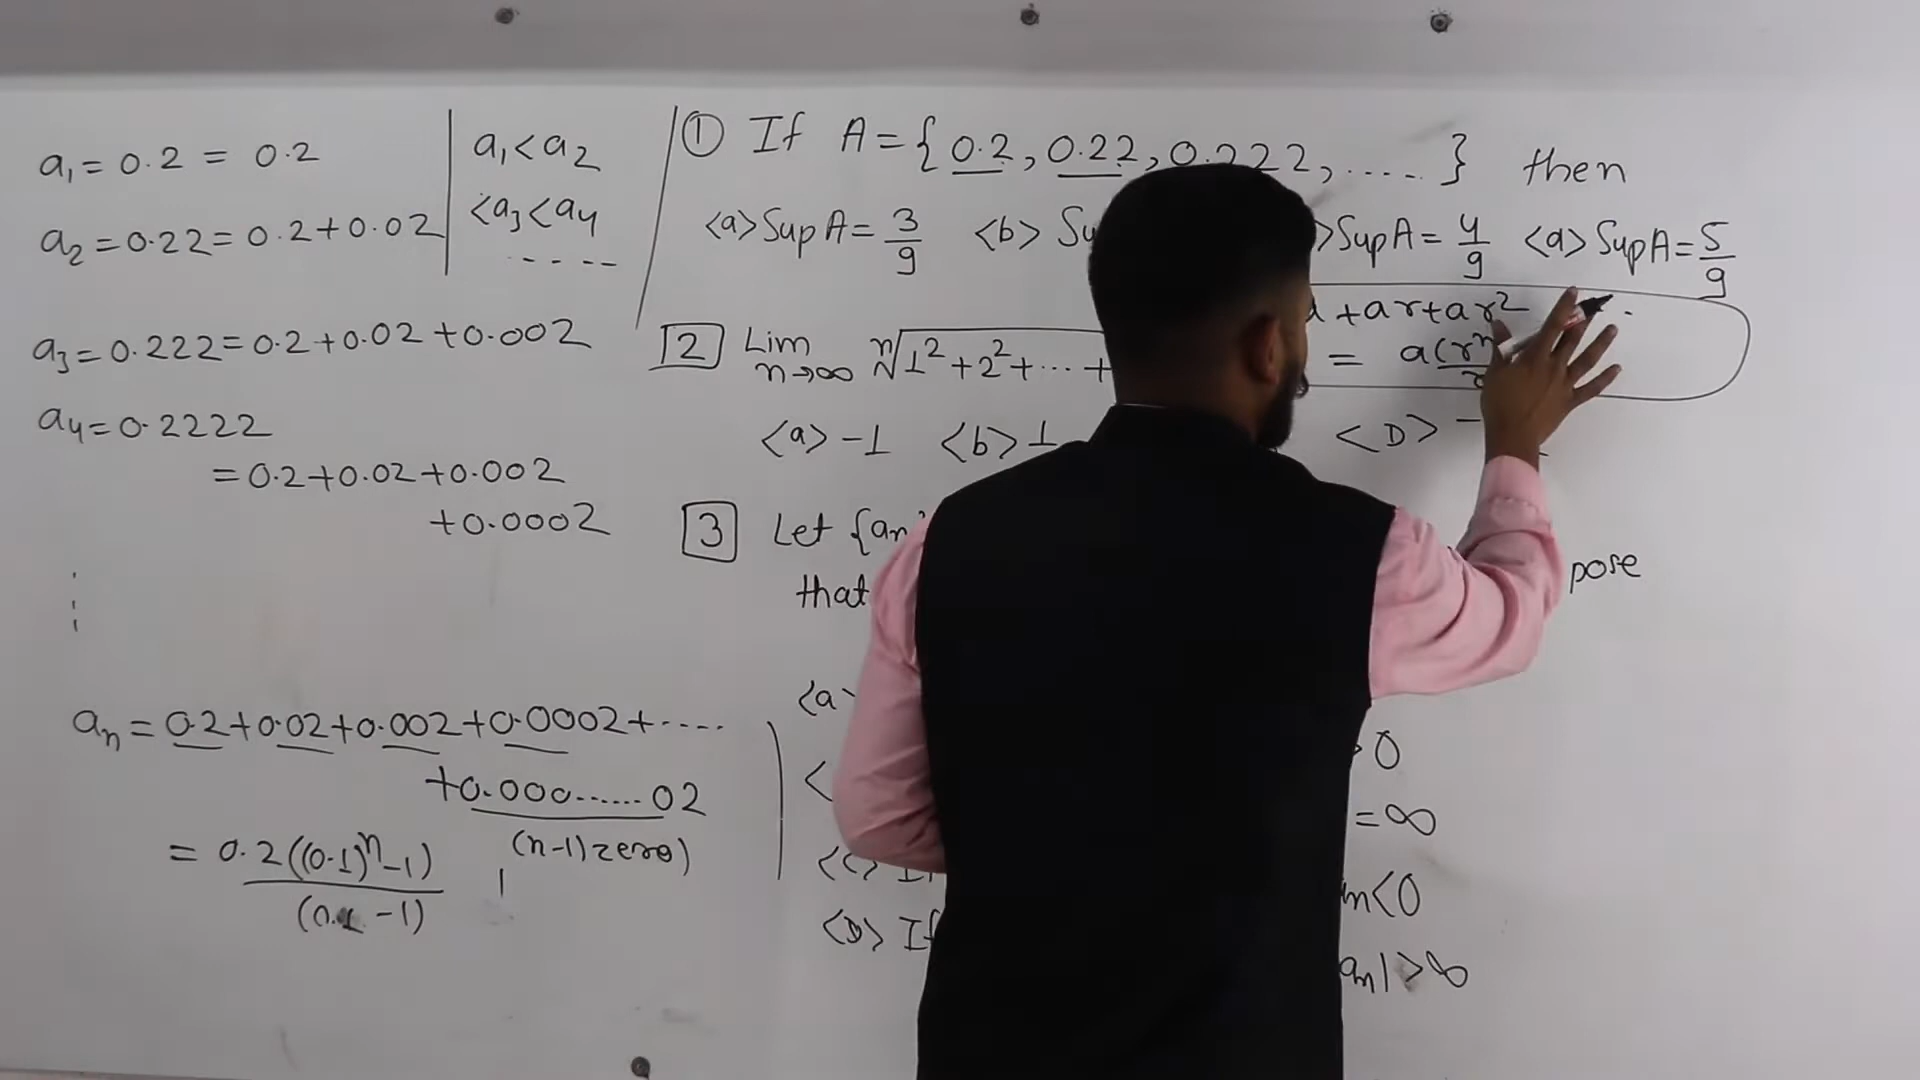 a₁ = 0.2 = 0.2
a₂ = 0.22 = 0.2 + 0.02
a₁ < a₂
< a₃ < a₄
. - - - -
a₃ = 0.222 = 0.2 + 0.02 + 0.002
a₄ = 0.2222
= 0.2 + 0.02 + 0.002
+ 0.0002
aₙ = 0.2 + 0.02 + 0.002 + 0.0002 + ----
+ 0.000......02
(n-1) zero)
= 0.2((0.1)ⁿ - 1) / (0.1 - 1)
① If A = { 0.2, 0.22, 0.222, ..... } then
<a> Sup A = 3/9 <b> > Sup A = 4/9 <a> Sup A = 5/9
+ ar + ar²
= a(rⁿ
2 Lim n→∞ ⁿ√1² + 2² + ... +
<a> -1 <b> 1 <D>
3 Let {aₙ
that pose
<a
> 0
<
= ∞
<C> I
n < 0
<D> If
aₙ| > ∞